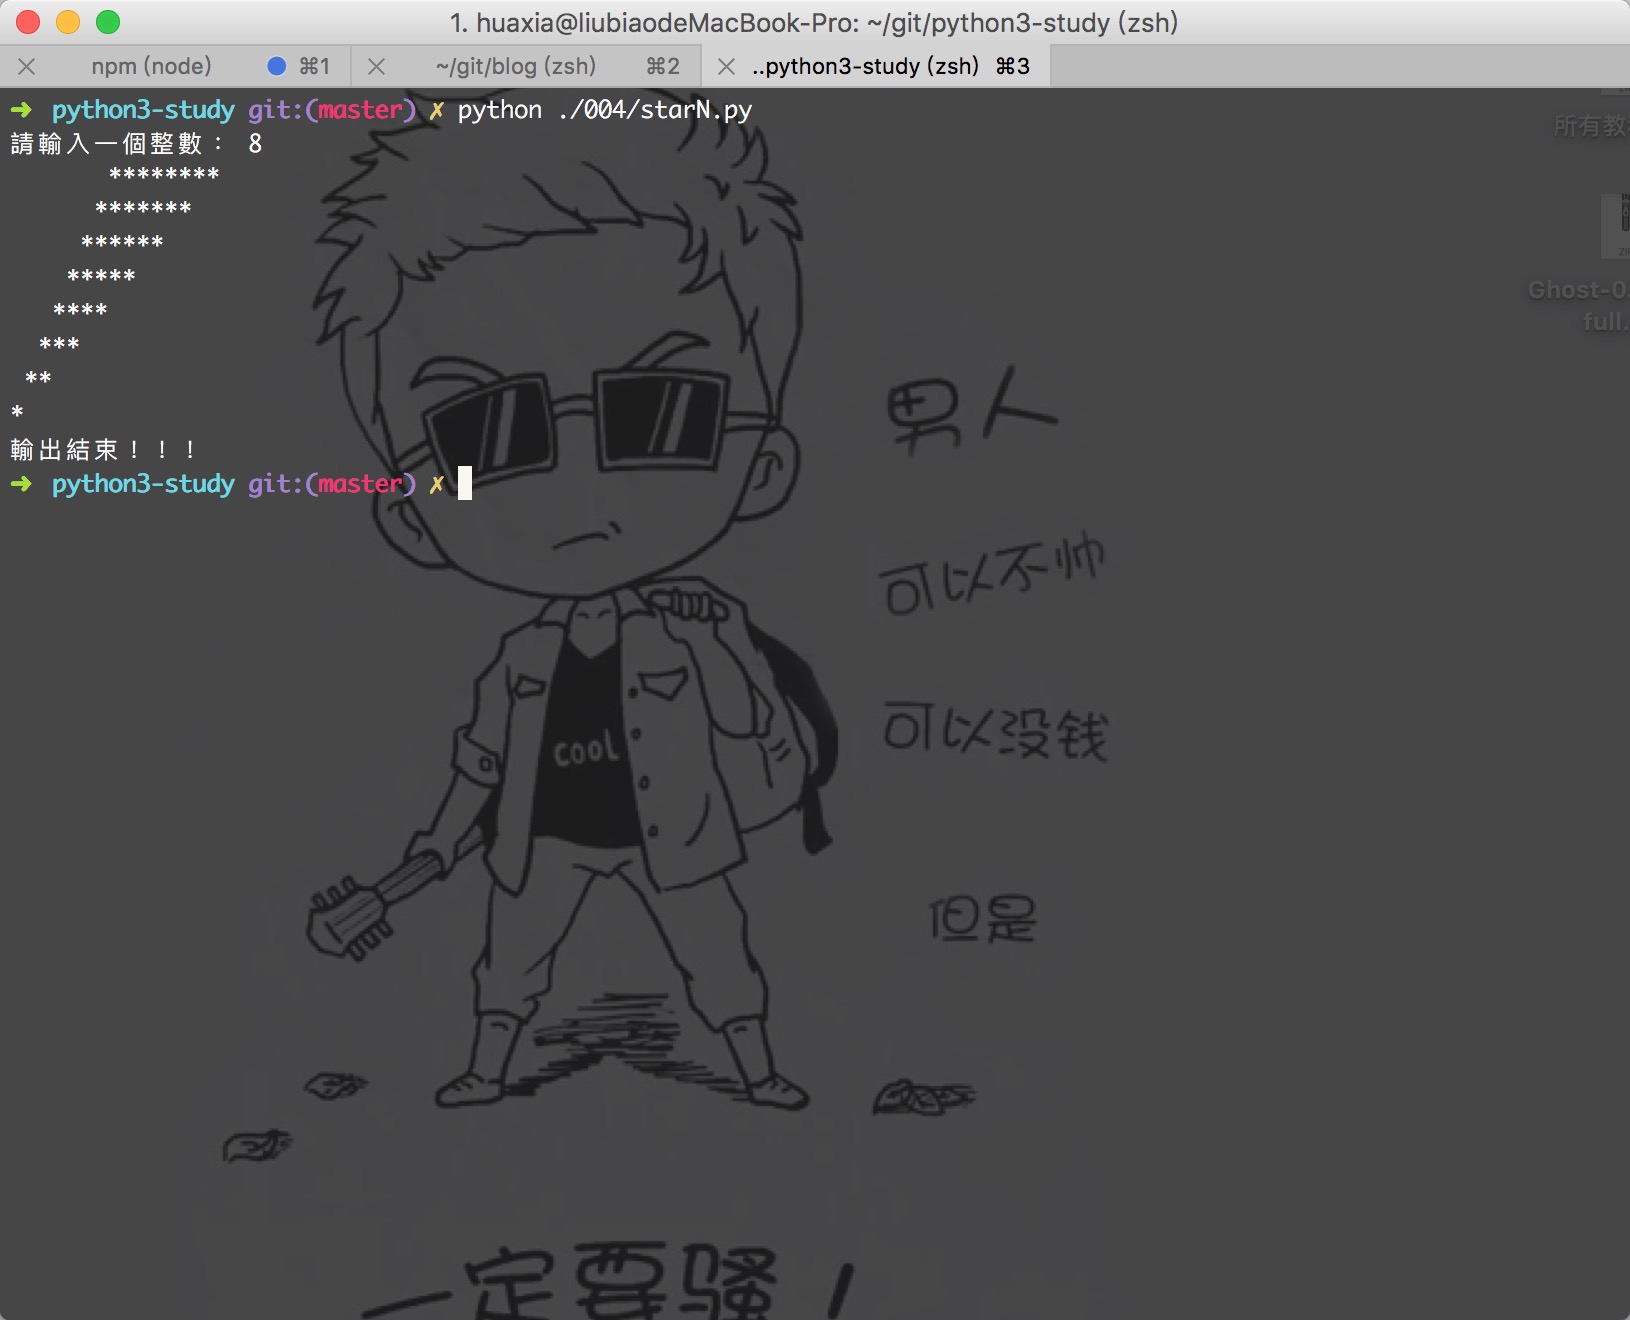 1. huaxia@liubiaodeMacBook-Pro: ~/git/python3-study (zsh)
npm (node) ⌘1 ~/git/blog (zsh) ⌘2 ..python3-study (zsh) ⌘3
➜ python3-study git:(master) ✗ python ./004/starN.py
請輸入一個整數： 8
       ********
      *******
     ******
    *****
   ****
  ***
 **
*
輸出結束！！！
➜ python3-study git:(master) ✗
所有教
Ghost-0.
full.
男人
可以不帅
可以没钱
cool
但是
一定要骚！